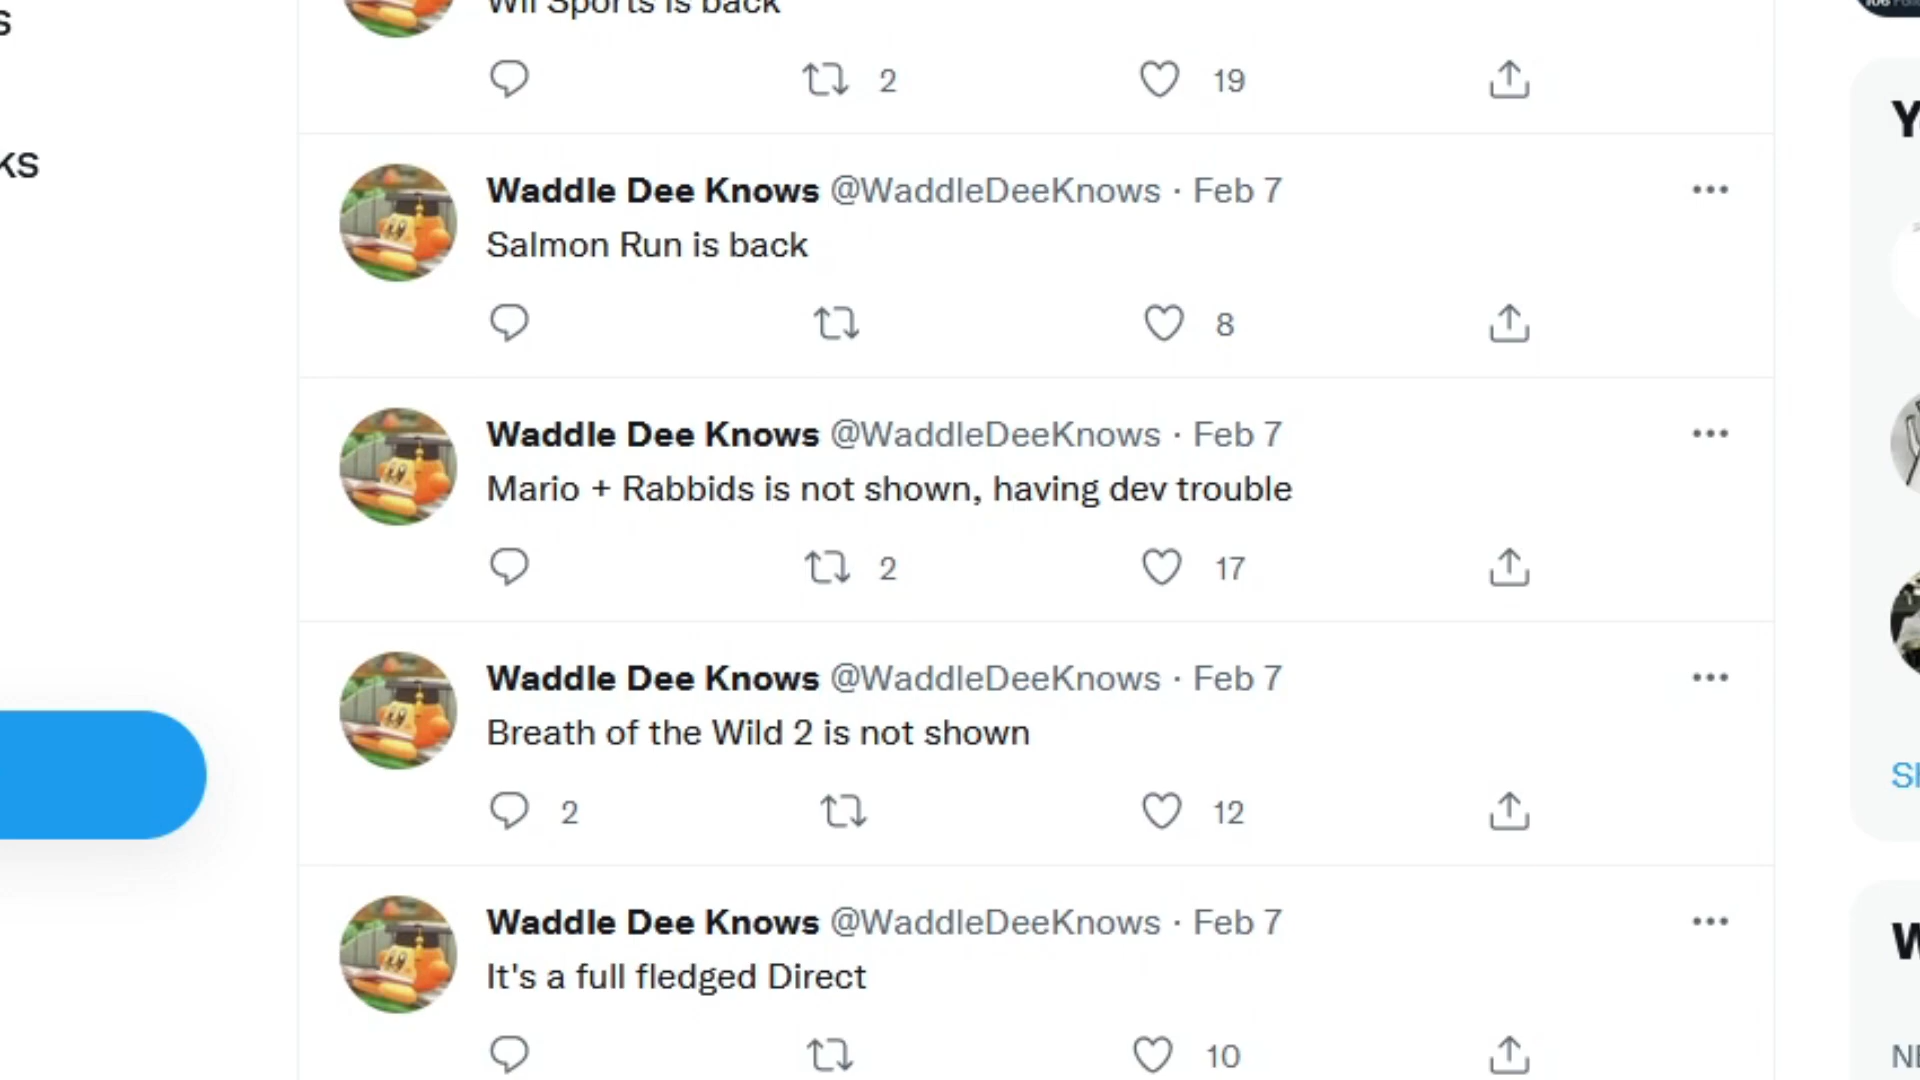 Wii Sports is back
2 19
Waddle Dee Knows @WaddleDeeKnows · Feb 7
Salmon Run is back
8
Waddle Dee Knows @WaddleDeeKnows · Feb 7
Mario + Rabbids is not shown, having dev trouble
2 17
Waddle Dee Knows @WaddleDeeKnows · Feb 7
Breath of the Wild 2 is not shown
2 12
Waddle Dee Knows @WaddleDeeKnows · Feb 7
It's a full fledged Direct
10